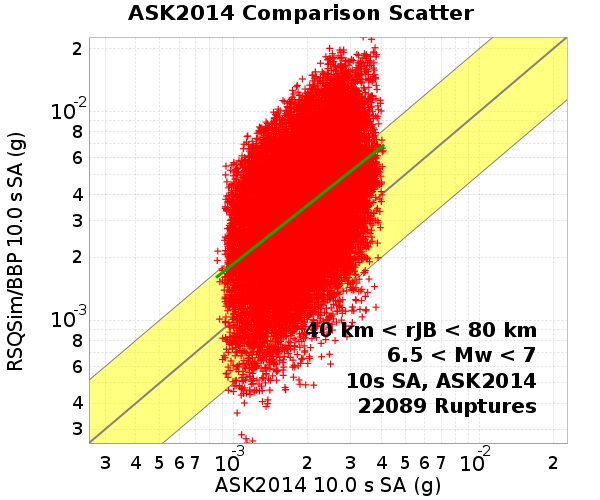 ASK2014 Comparison Scatter
RSQSim/BBP 10.0 s SA (g)
2
10-2
8
6
4
3
2
10-3
8
6
4
3
40 km < rJB < 80 km
6.5 < Mw < 7
10s SA, ASK2014
22089 Ruptures
3 4 5 6 7 10-3 2 3 4 5 6 7 10-2 2
ASK2014 10.0 s SA (g)